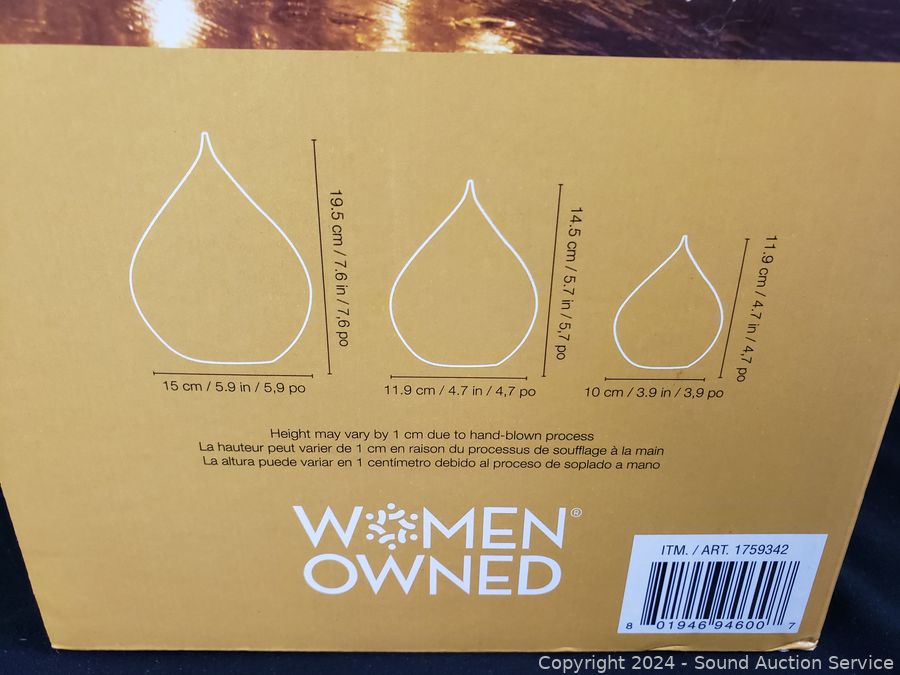 19.5 cm / 7.6 in / 7,6 po
14.5 cm / 5.7 in / 5,7 po
11.9 cm / 4.7 in / 4,7 po
15 cm / 5.9 in / 5,9 po
11.9 cm / 4.7 in / 4,7 po
10 cm / 3.9 in / 3,9 po
Height may vary by 1 cm due to hand-blown process
La hauteur peut varier de 1 cm en raison du processus de soufflage à la main
La altura puede variar en 1 centímetro debido al proceso de soplado a mano
WOMEN®
OWNED
ITM. / ART. 1759342
8 01946 94600 7
Copyright 2024 - Sound Auction Service